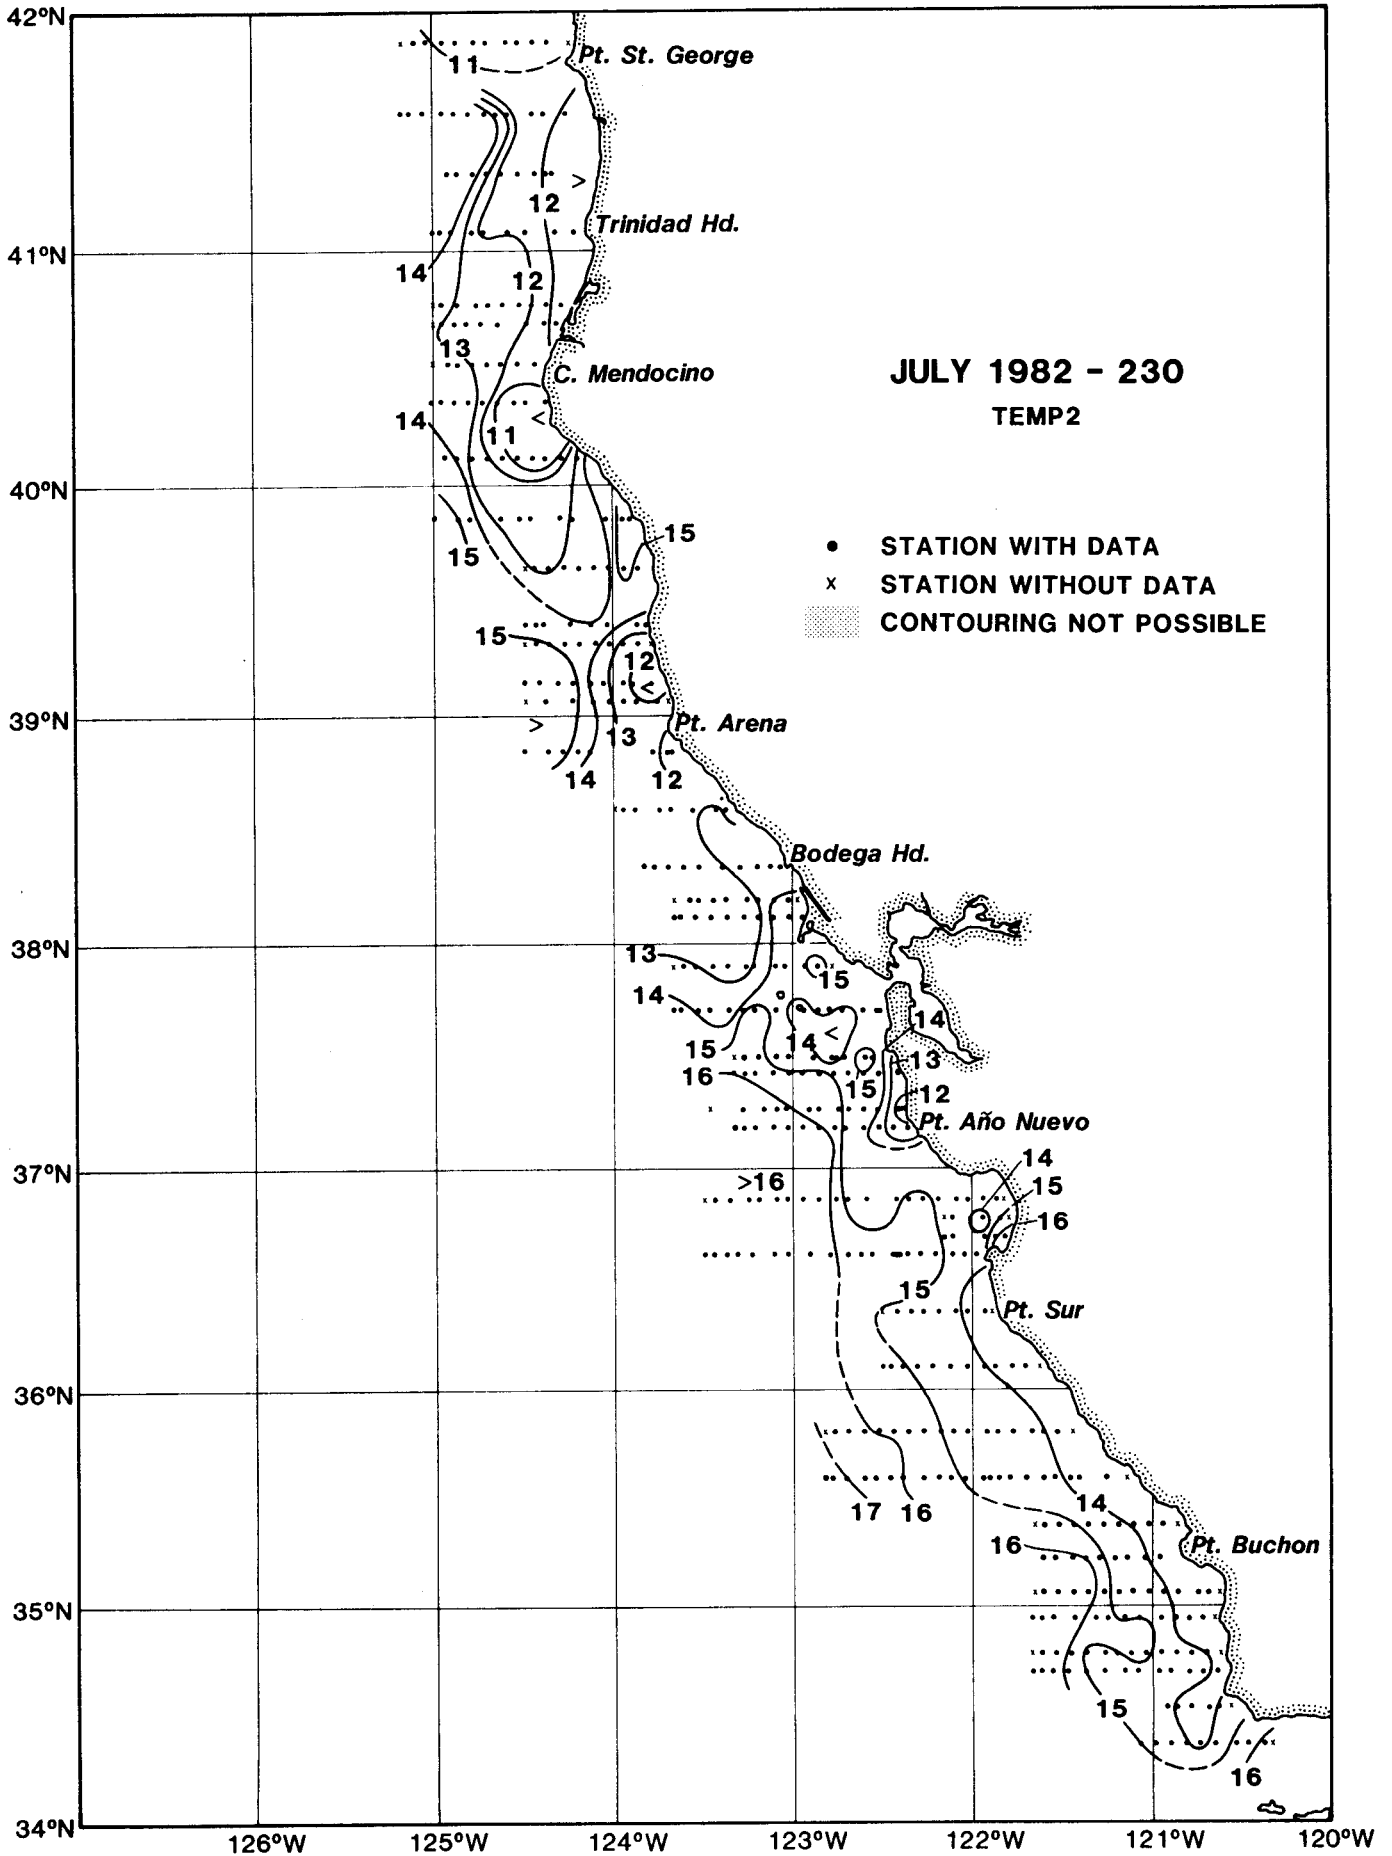 42°N
Pt. St. George
11
12
Trinidad Hd.
41°N
14
12
13
C. Mendocino
JULY 1982 - 230
TEMP2
14
<
11
>
40°N
15
15
• STATION WITH DATA
x STATION WITHOUT DATA
CONTOURING NOT POSSIBLE
15
12
<
39°N
>
13
Pt. Arena
14
12
Bodega Hd.
38°N
13
15
14
14
15
14
<
13
16
15
12
Pt. Año Nuevo
37°N
14
>16
15
16
15
Pt. Sur
36°N
17
16
14
16
Pt. Buchon
35°N
15
16
34°N
126°W
125°W
124°W
123°W
122°W
121°W
120°W